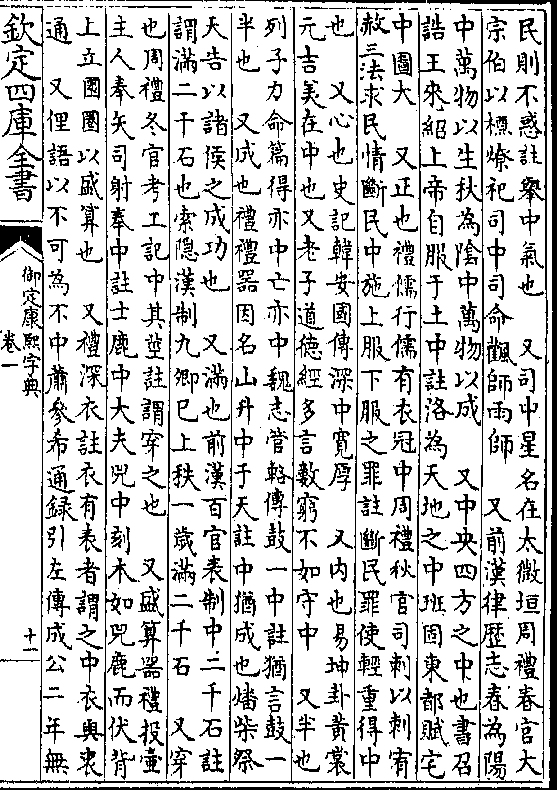 民則不惑註舉中氣也　又司中星名在太微垣周禮春官大
宗伯以槱燎祀司中司命飌師雨師　又前漢律歷志春為陽
中萬物以生秋為隂中萬物以成　又中央四方之中也書召
誥王來紹上帝自服于土中註洛為天地之中班固東都賦宅
中圖大　又正也禮儒行儒有衣冠中周禮秋官司刺以刺宥
赦三法求民情斷民中施上服下服之罪註斷民罪使輕重得中
也　又心也史記韓安國傳深中寛厚　又内也易坤卦黃裳
元吉美在中也又老子道德經多言數窮不如守中　又半也
列子力命篇得亦中亡亦中魏志管輅傳鼓一中註猶言鼓一
半也　又成也禮禮器因名山升中于天註中猶成也燔柴祭
天告以諸侯之成功也　又滿也前漢百官表制中二千石註
謂滿二千石也索隐漢制九卿已上秩一歲滿二千石　又穿
也周禮冬官考工記中其莖註謂穿之也　又盛算器禮投壷
主人奉矢司射奉中註士鹿中大夫兕中刻木如兕鹿而伏背
上立圜圈以盛算也　又禮深衣註衣有表者謂之中衣與衷
通　又俚語以不可為不中蕭參希通録引左傳成公二年無
欽定四庫全書
御定康熙字典
卷一
十一